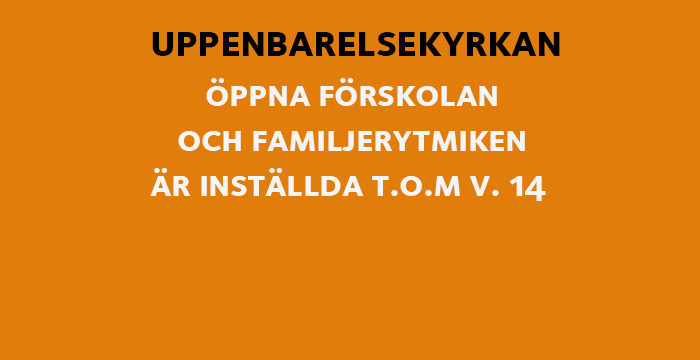 UPPENBARELSEKYRKAN
ÖPPNA FÖRSKOLAN
OCH FAMILJERYTMIKEN
ÄR INSTÄLLDA T.O.M V. 14